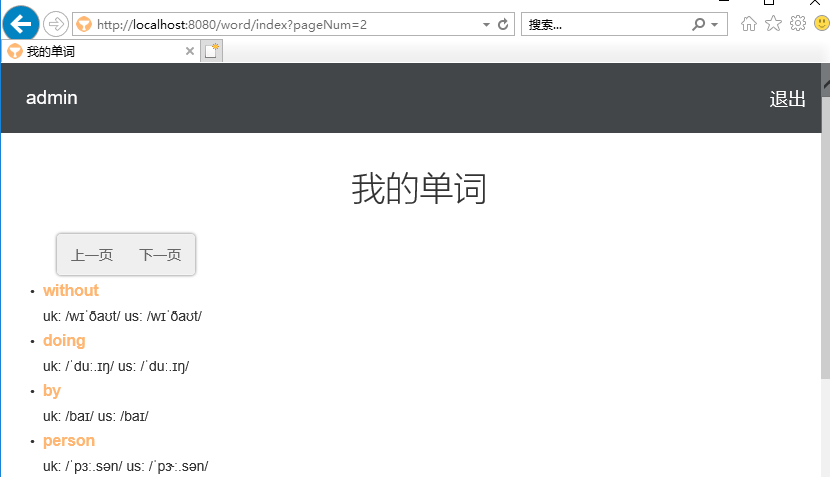 http://localhost:8080/word/index?pageNum=2
搜索...
我的单词
admin
退出
我的单词
上一页 下一页
• without
uk: /wɪˈðaʊt/ us: /wɪˈðaʊt/
• doing
uk: /ˈduː.ɪŋ/ us: /ˈduː.ɪŋ/
• by
uk: /baɪ/ us: /baɪ/
• person
uk: /ˈpɜː.sən/ us: /ˈpɝː.sən/